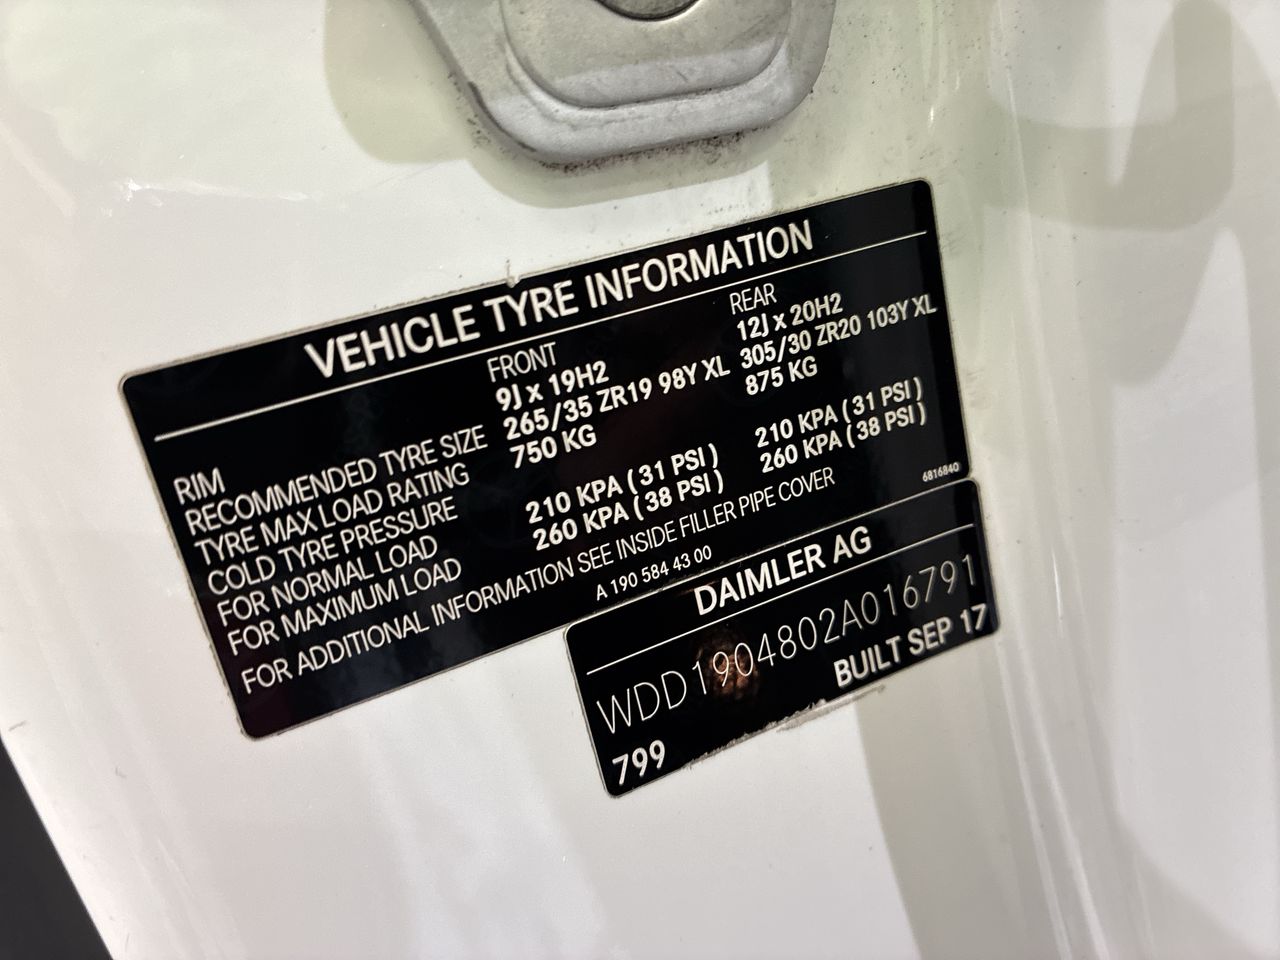 VEHICLE TYRE INFORMATION
FRONT REAR
RIM 9J x 19H2 12J x 20H2
RECOMMENDED TYRE SIZE 265/35 ZR19 98Y XL 305/30 ZR20 103Y XL
TYRE MAX LOAD RATING 750 KG 875 KG
COLD TYRE PRESSURE
FOR NORMAL LOAD 210 KPA ( 31 PSI ) 210 KPA ( 31 PSI )
FOR MAXIMUM LOAD 260 KPA ( 38 PSI ) 260 KPA ( 38 PSI )
FOR ADDITIONAL INFORMATION SEE INSIDE FILLER PIPE COVER
6816840
A 190 584 43 00
DAIMLER AG
WDD1904802A016791
799 BUILT SEP 17